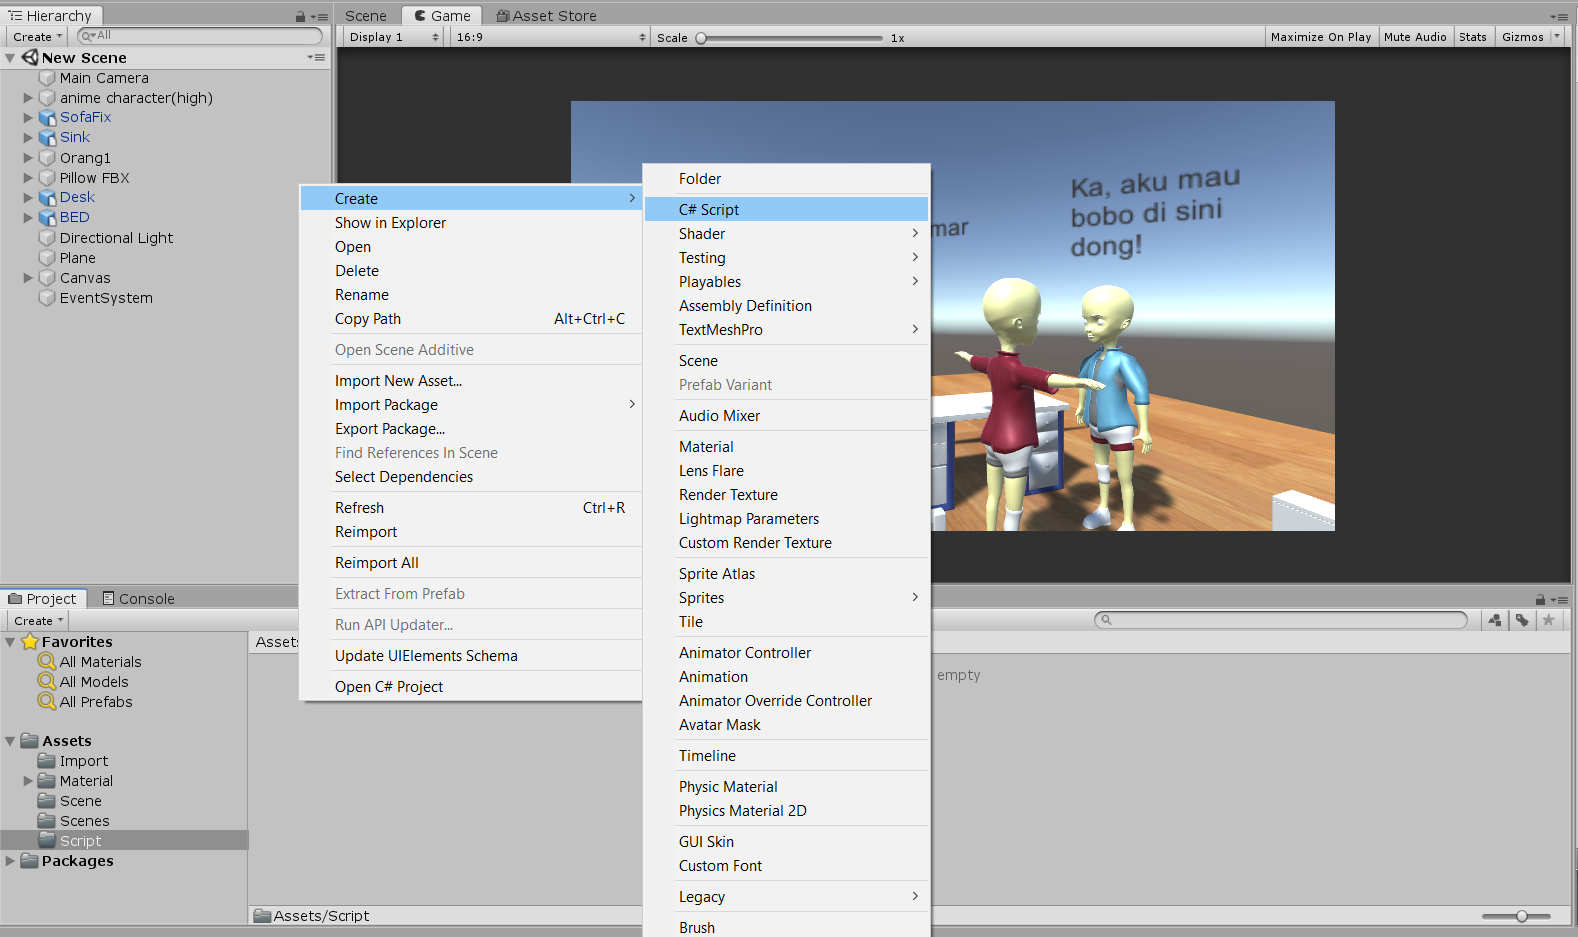 Hierarchy
Create
All
New Scene
Main Camera
anime character(high)
SofaFix
Sink
Orang1
Pillow FBX
Desk
BED
Directional Light
Plane
Canvas
EventSystem
Scene
Game
Asset Store
Display 1
16:9
Scale
1x
Maximize On Play
Mute Audio
Stats
Gizmos
mar
Ka, aku mau
bobo di sini
dong!
Create
Show in Explorer
Open
Delete
Rename
Copy Path Alt+Ctrl+C
Open Scene Additive
Import New Asset...
Import Package
Export Package...
Find References In Scene
Select Dependencies
Refresh Ctrl+R
Reimport
Reimport All
Extract From Prefab
Run API Updater...
Update UIElements Schema
Open C# Project
Folder
C# Script
Shader
Testing
Playables
Assembly Definition
TextMeshPro
Scene
Prefab Variant
Audio Mixer
Material
Lens Flare
Render Texture
Lightmap Parameters
Custom Render Texture
Sprite Atlas
Sprites
Tile
Animator Controller
Animation
Animator Override Controller
Avatar Mask
Timeline
Physic Material
Physics Material 2D
GUI Skin
Custom Font
Legacy
Brush
Project
Console
Create
Favorites
All Materials
All Models
All Prefabs
Assets
Import
Material
Scene
Scenes
Script
Packages
Assets
empty
Assets/Script